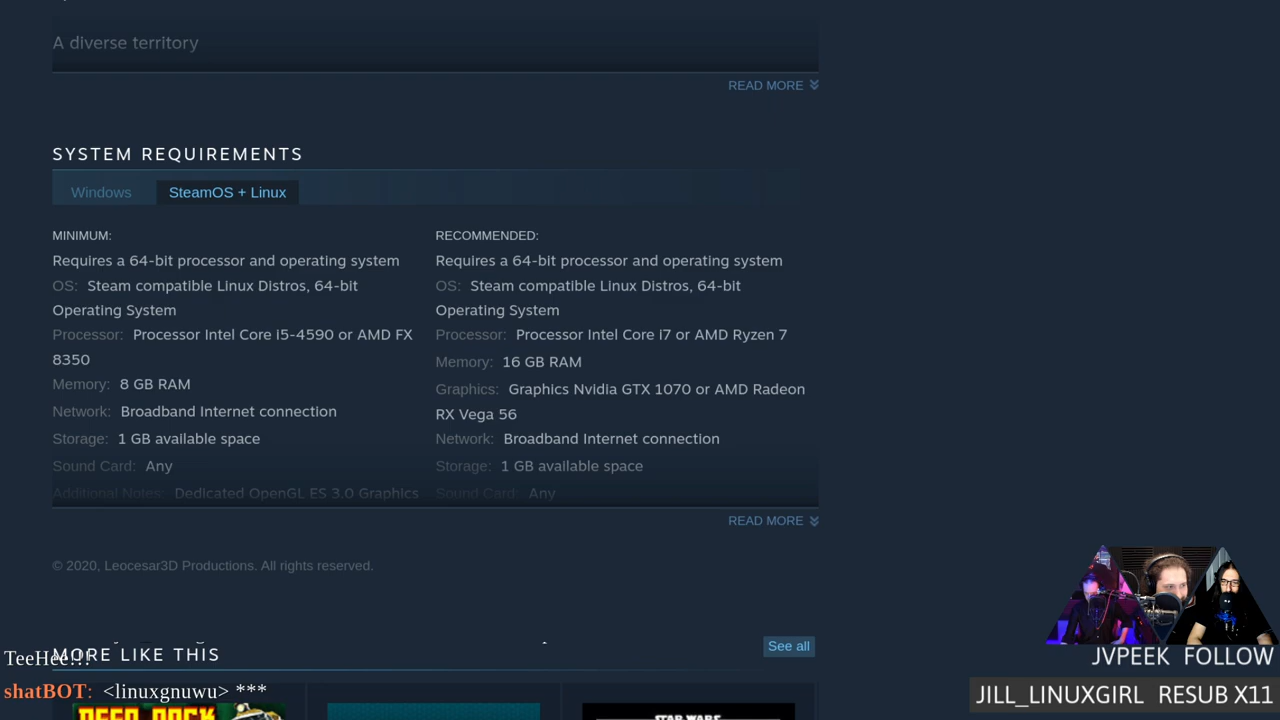 A diverse territory
READ MORE
SYSTEM REQUIREMENTS
Windows
SteamOS + Linux
MINIMUM:
Requires a 64-bit processor and operating system
OS: Steam compatible Linux Distros, 64-bit
Operating System
Processor: Processor Intel Core i5-4590 or AMD FX
8350
Memory: 8 GB RAM
Network: Broadband Internet connection
Storage: 1 GB available space
Sound Card: Any
Additional Notes: Dedicated OpenGL ES 3.0 Graphics
RECOMMENDED:
Requires a 64-bit processor and operating system
OS: Steam compatible Linux Distros, 64-bit
Operating System
Processor: Processor Intel Core i7 or AMD Ryzen 7
Memory: 16 GB RAM
Graphics: Graphics Nvidia GTX 1070 or AMD Radeon
RX Vega 56
Network: Broadband Internet connection
Storage: 1 GB available space
Sound Card: Any
READ MORE
© 2020, Leocesar3D Productions. All rights reserved.
MORE LIKE THIS
See all
TeeHee!!!
shatBOT: <linuxgnuwu> ***
DEEP ROCK
STAR WARS
JVPEEK FOLLOW
JILL_LINUXGIRL RESUB X11